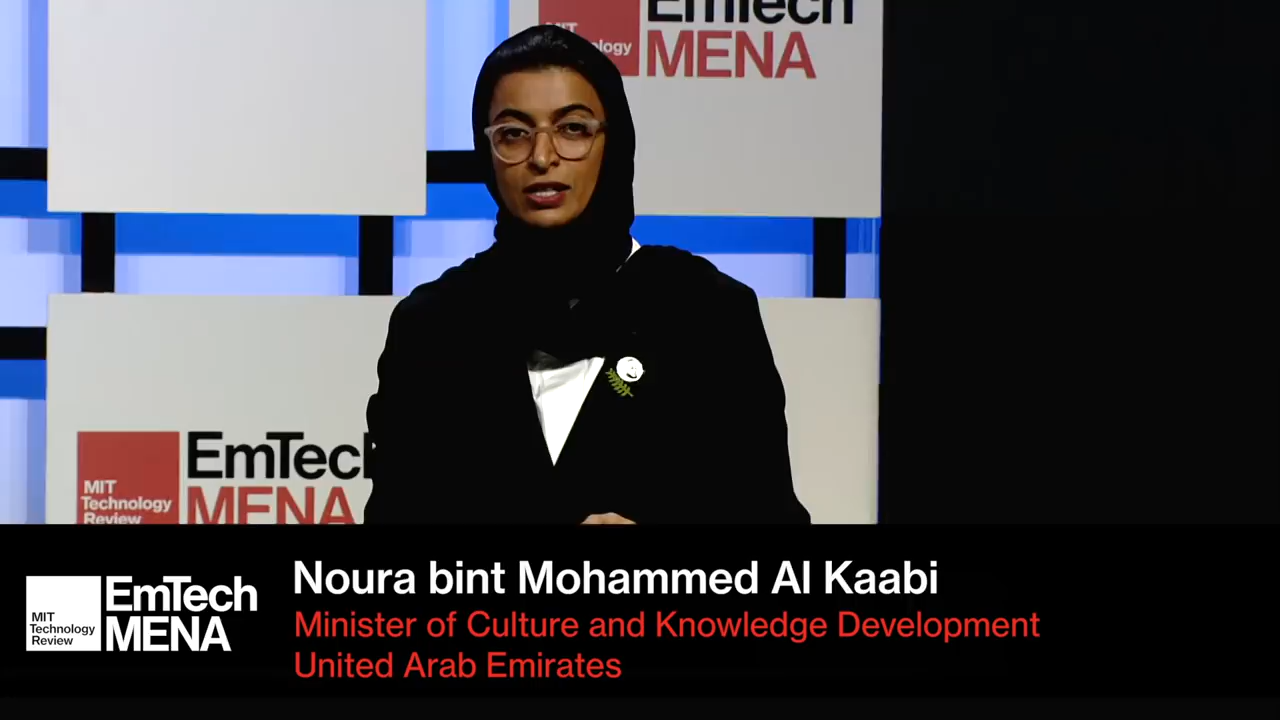 EmTech
MIT
Technology
MENA
EmTech
MENA
MIT
Technology
Review
EmTech
MENA
MIT
Technology
Review
Noura bint Mohammed Al Kaabi
Minister of Culture and Knowledge Development
United Arab Emirates